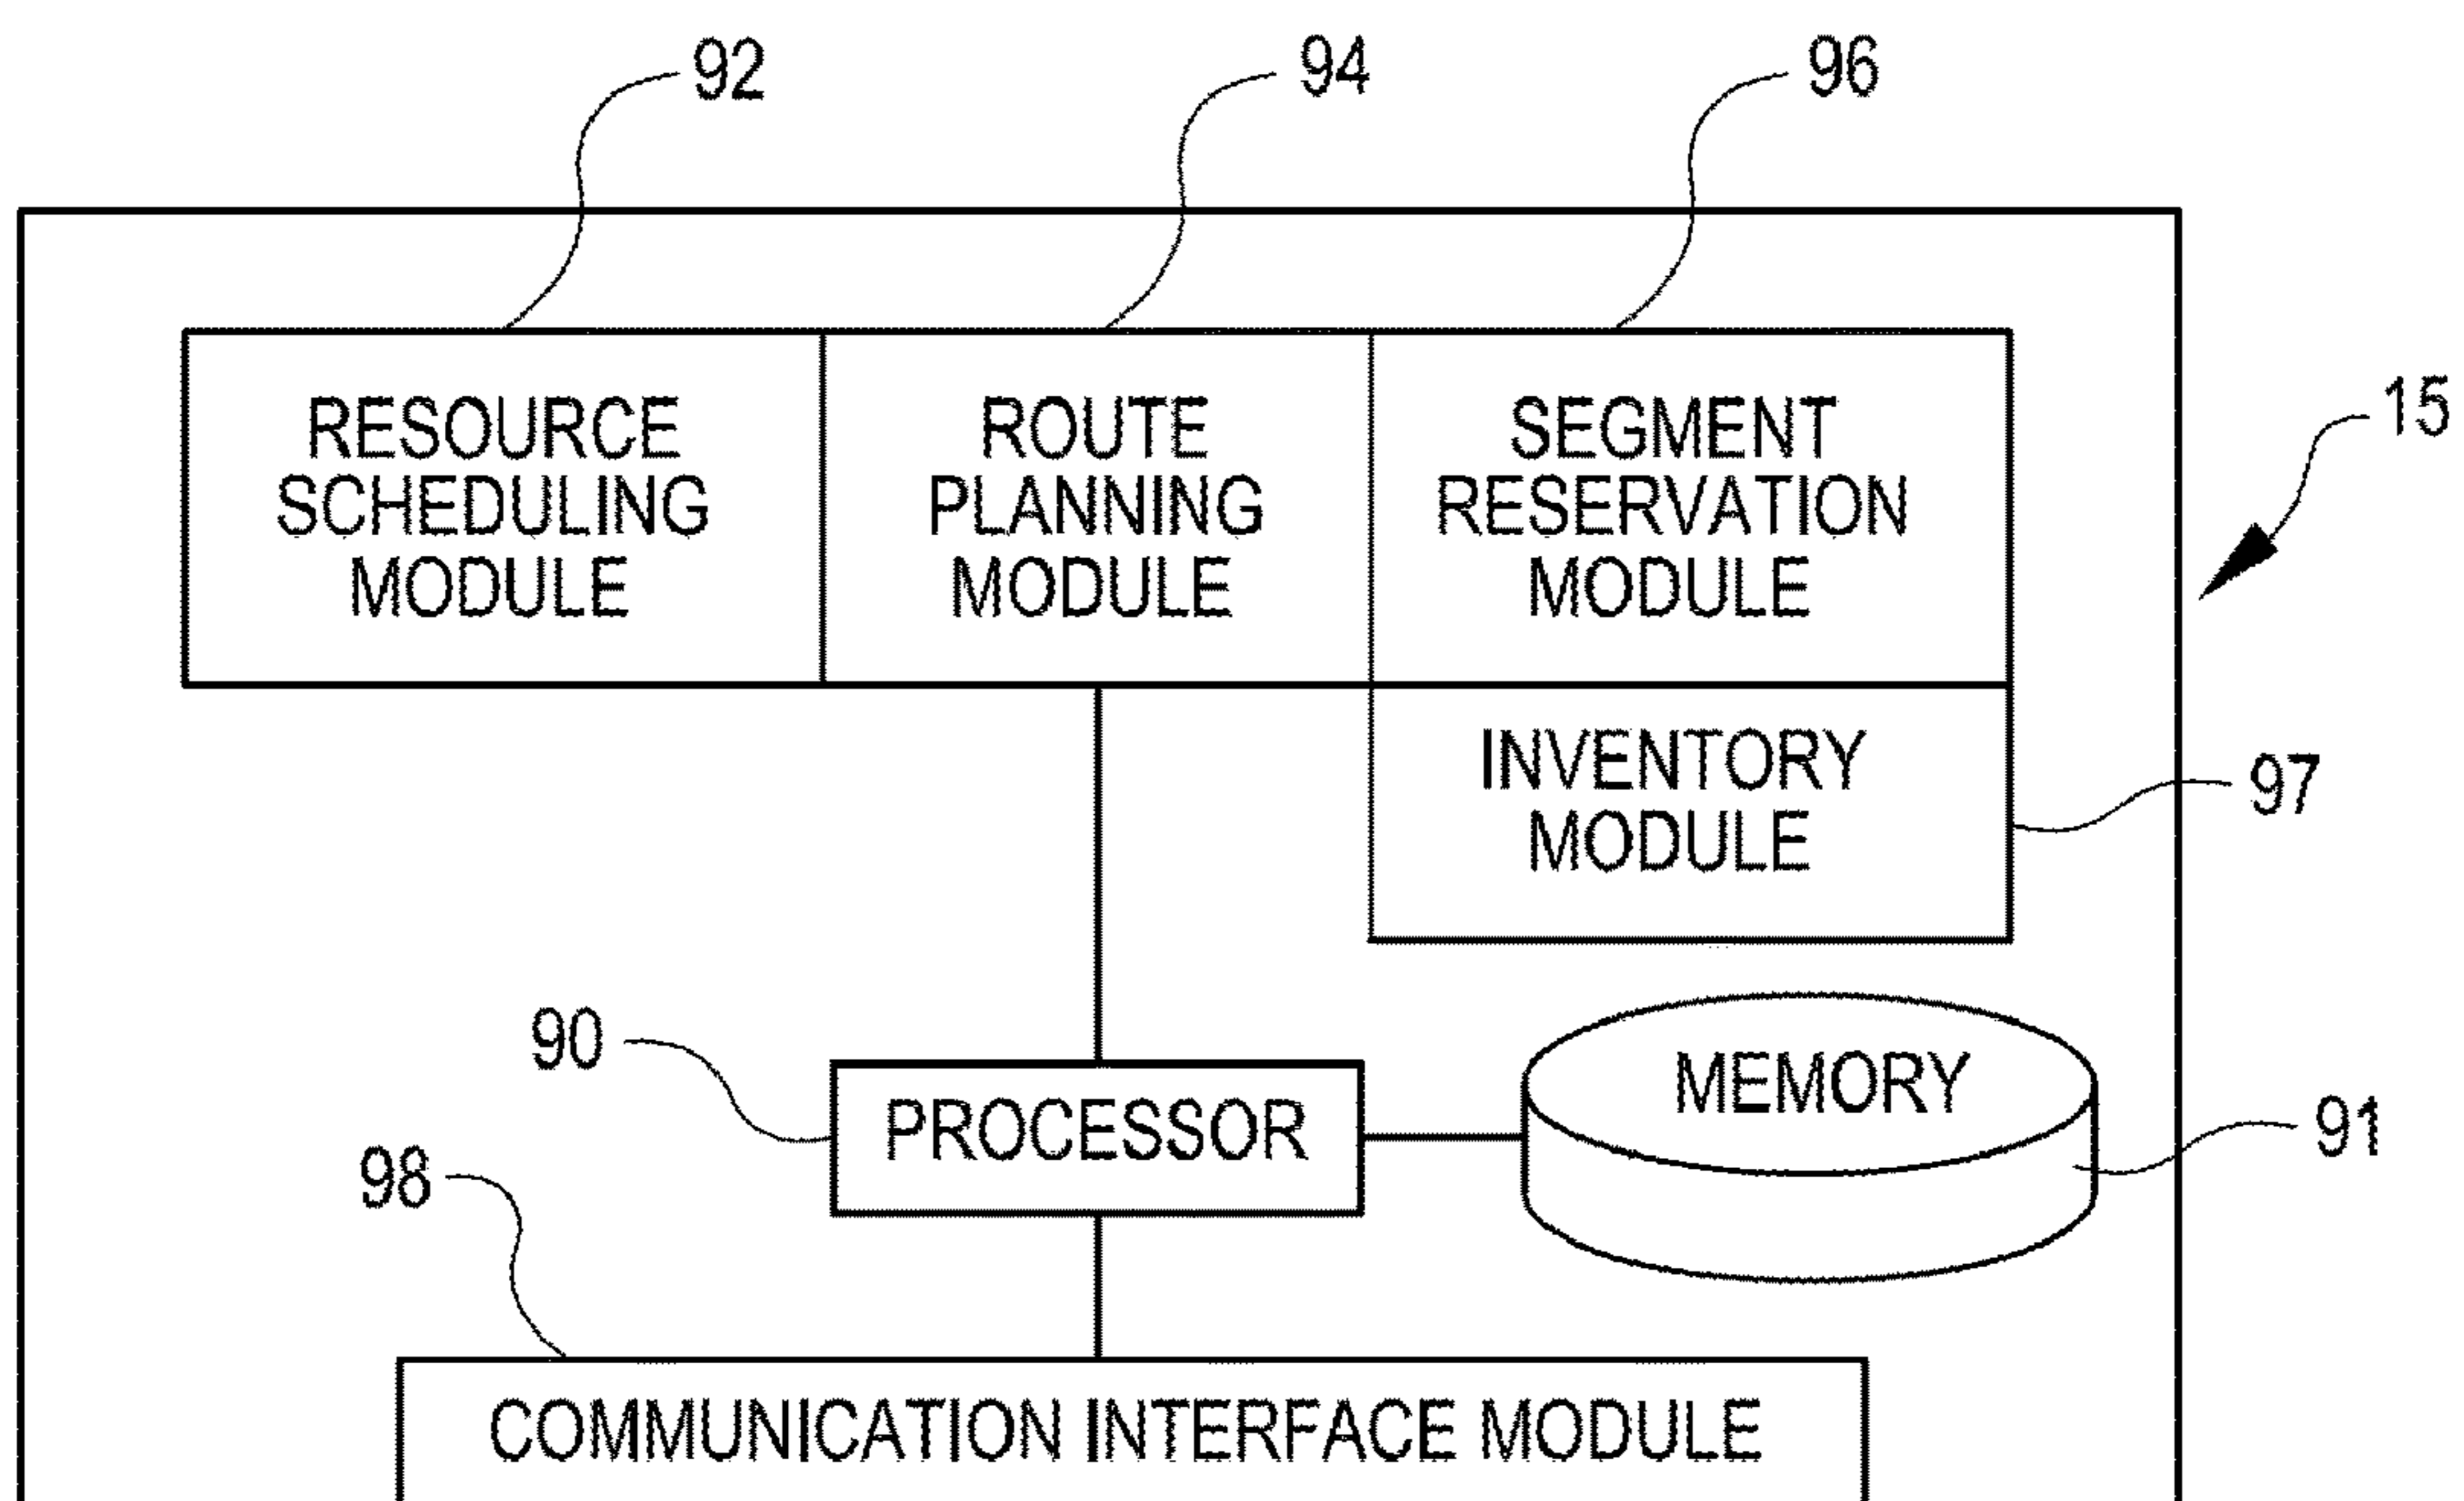 92
94
96
RESOURCE
SCHEDULING
MODULE
ROUTE
PLANNING
MODULE
SEGMENT
RESERVATION
MODULE
15
INVENTORY
MODULE
97
90
PROCESSOR
MEMORY
91
98
COMMUNICATION INTERFACE MODULE